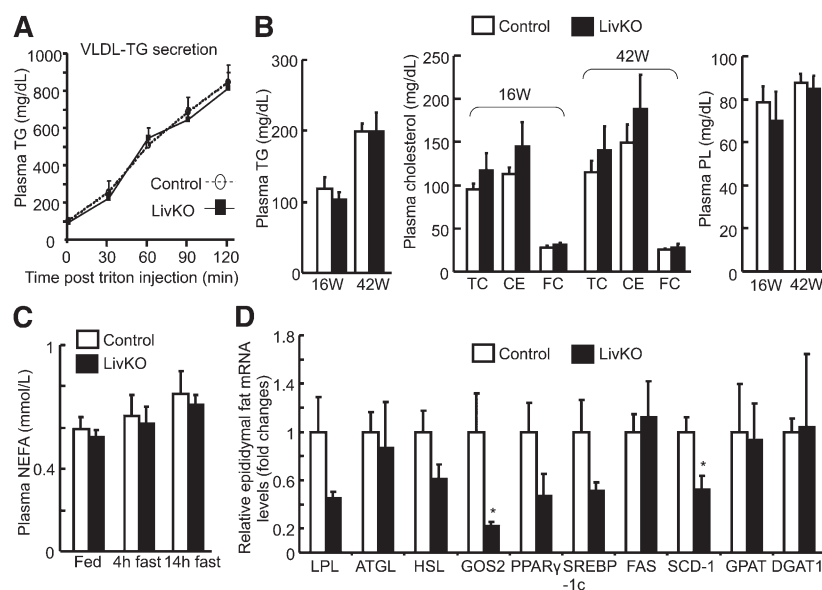 A
VLDL-TG secretion
Plasma TG (mg/dL)
1000
800
600
400
200
0
Control
LivKO
0 30 60 90 120
Time post triton injection (min)
B
Control LivKO
Plasma TG (mg/dL)
300
200
100
0
16W 42W
Plasma cholesterol (mg/dL)
250
200
150
100
50
0
16W
42W
TC CE FC TC CE FC
Plasma PL (mg/dL)
100
80
60
40
20
0
16W 42W
C
Control
LivKO
Plasma NEFA (mmol/L)
1
0.4
0
Fed 4h fast 14h fast
D
Control LivKO
Relative epididymal fat mRNA
levels (fold changes)
1.8
1.4
1
0.6
0.2
0
* *
LPL ATGL HSL GOS2 PPARγ SREBP FAS SCD-1 GPAT DGAT1
-1c